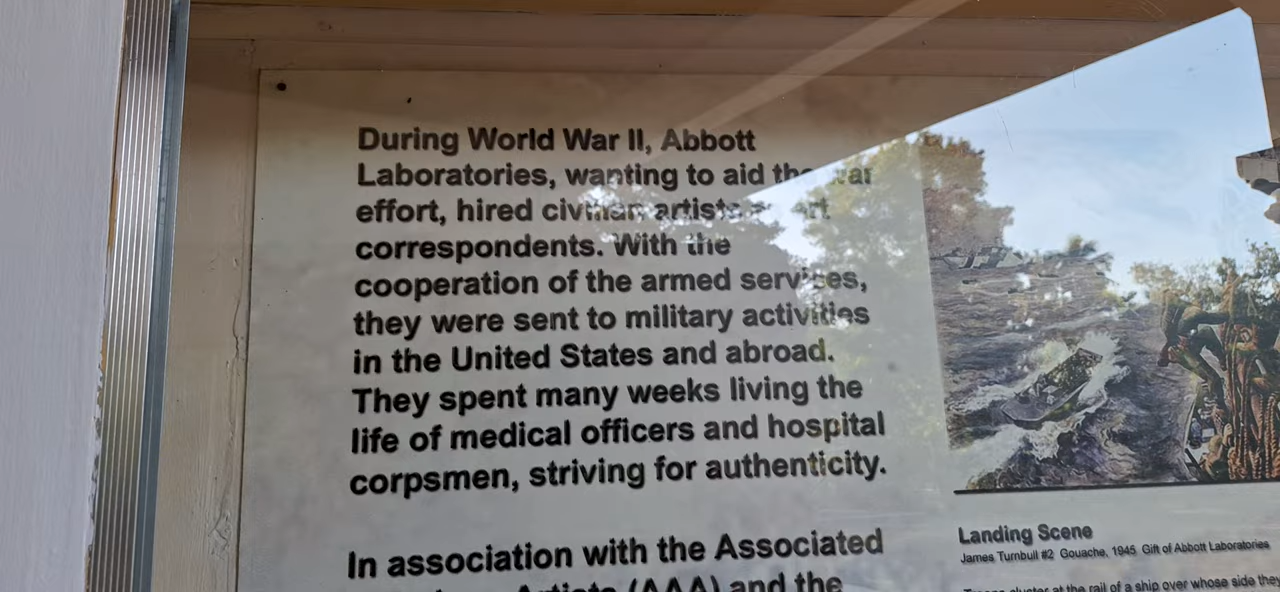 During World War II, Abbott
Laboratories, wanting to aid the war
effort, hired civilian artists as art
correspondents. With the
cooperation of the armed services,
they were sent to military activities
in the United States and abroad.
They spent many weeks living the
life of medical officers and hospital
corpsmen, striving for authenticity.
In association with the Associated
Artists (AAA) and the
Landing Scene
James Turnbull #2 Gouache, 1945 Gift of Abbott Laboratories
Troops cluster at the rail of a ship over whose side they